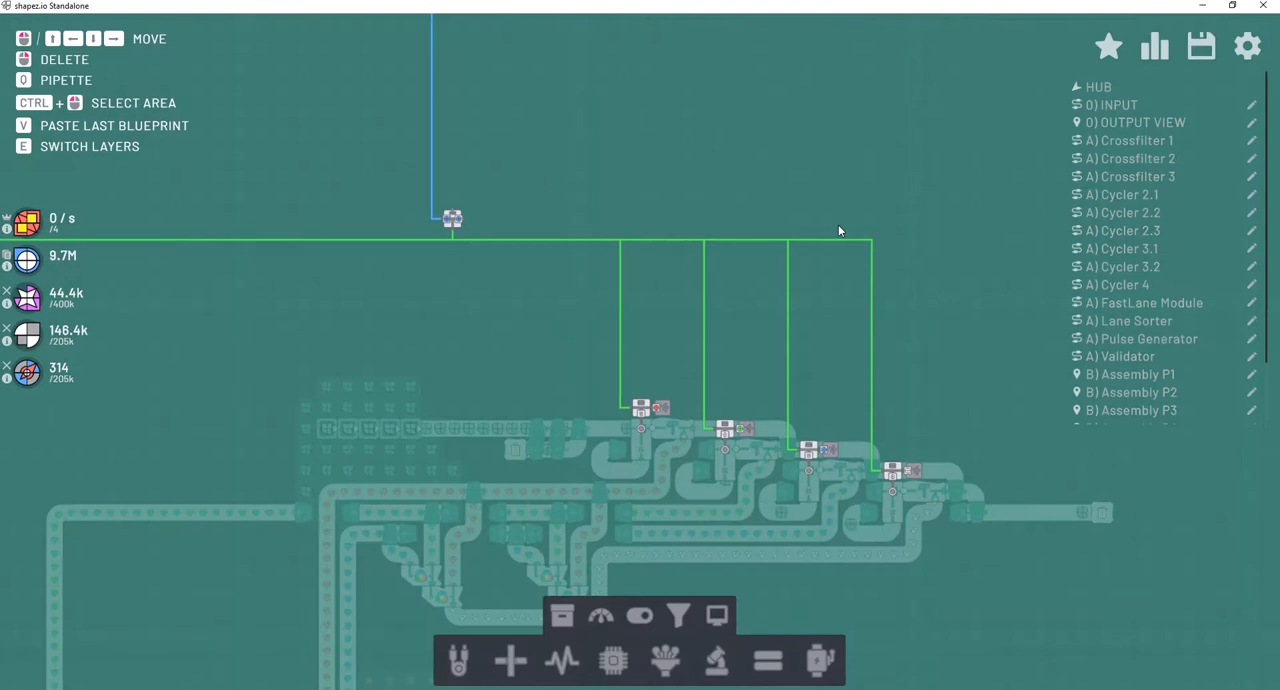 shapez.io Standalone
/ MOVE
DELETE
Q PIPETTE
CTRL + SELECT AREA
V PASTE LAST BLUEPRINT
E SWITCH LAYERS
0 / s
/4
9.7M
44.4k
/400k
146.4k
/205k
314
/205k
HUB
0) INPUT
0) OUTPUT VIEW
A) Crossfilter 1
A) Crossfilter 2
A) Crossfilter 3
A) Cycler 2.1
A) Cycler 2.2
A) Cycler 2.3
A) Cycler 3.1
A) Cycler 3.2
A) Cycler 4
A) FastLane Module
A) Lane Sorter
A) Pulse Generator
A) Validator
B) Assembly P1
B) Assembly P2
B) Assembly P3